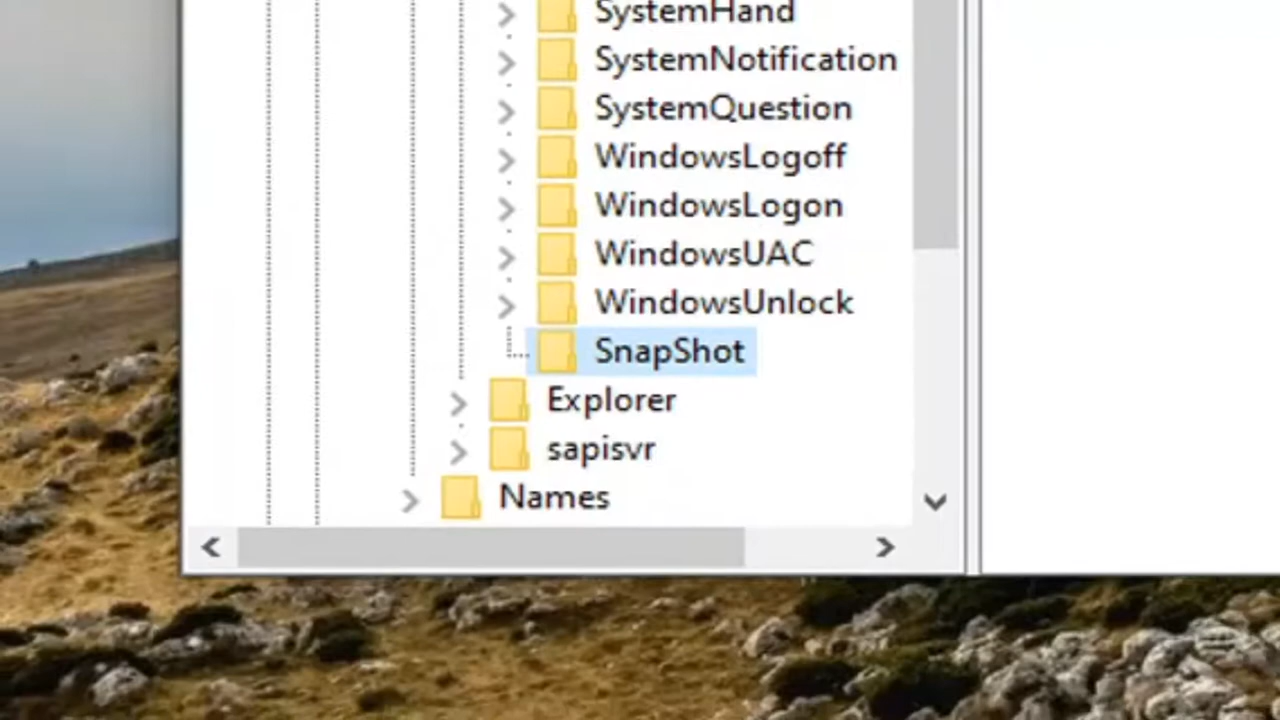 SystemHand
SystemNotification
SystemQuestion
WindowsLogoff
WindowsLogon
WindowsUAC
WindowsUnlock
SnapShot
Explorer
sapisvr
Names